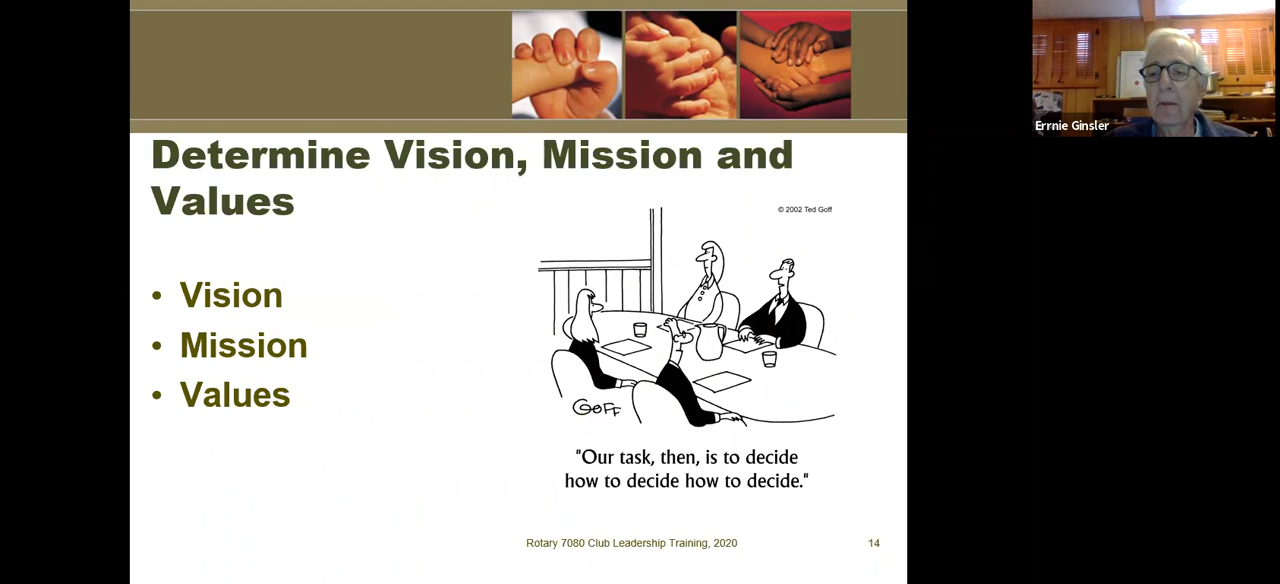 Determine Vision, Mission and
Values
© 2002 Ted Goff
• Vision
• Mission
• Values
GOFF
"Our task, then, is to decide
how to decide how to decide."
Rotary 7080 Club Leadership Training, 2020
14
Errnie Ginsler